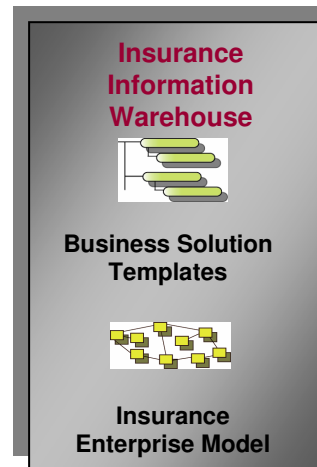 Insurance
Information
Warehouse
Business Solution
Templates
Insurance
Enterprise Model